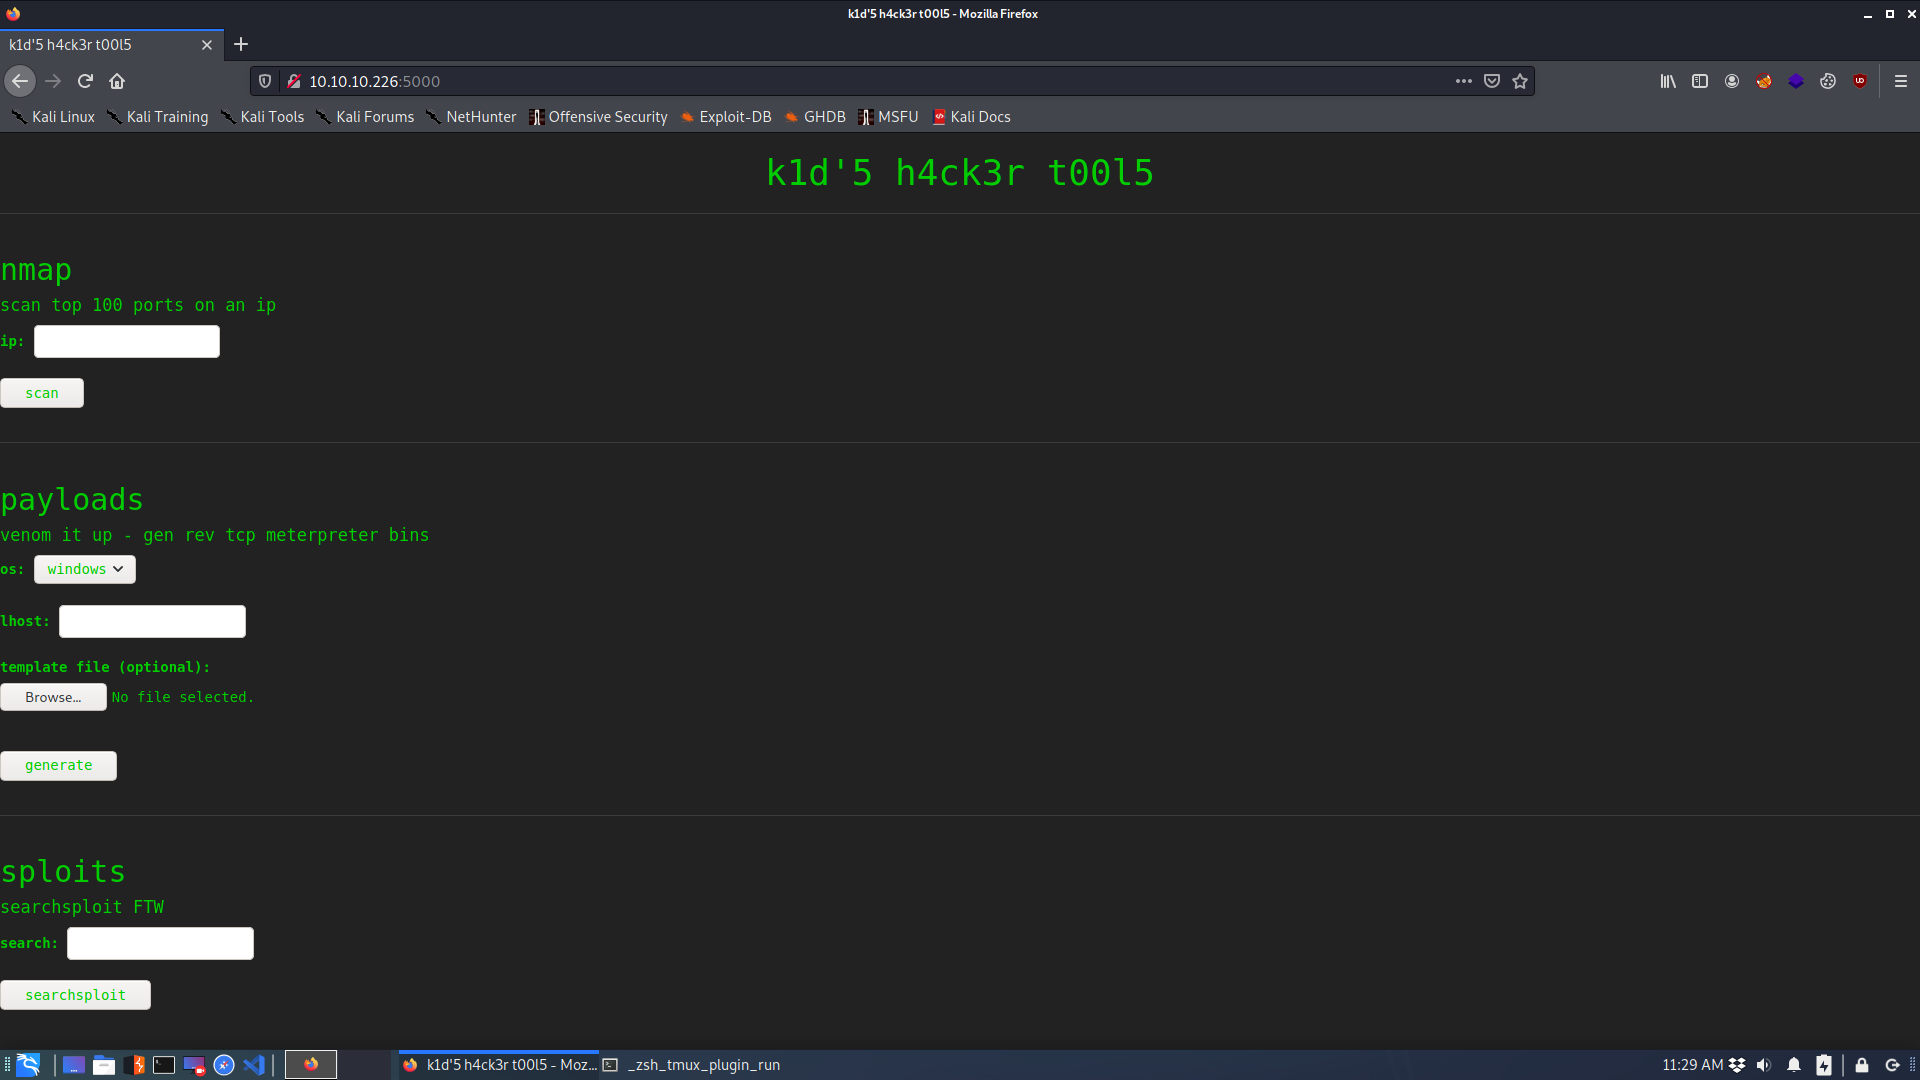 k1d'5 h4ck3r t00l5 - Mozilla Firefox
k1d'5 h4ck3r t00l5
10.10.10.226:5000
Kali Linux Kali Training Kali Tools Kali Forums NetHunter Offensive Security Exploit-DB GHDB MSFU Kali Docs
k1d'5 h4ck3r t00l5
nmap
scan top 100 ports on an ip
ip:
scan
payloads
venom it up - gen rev tcp meterpreter bins
os: windows
lhost:
template file (optional):
Browse... No file selected.
generate
sploits
searchsploit FTW
search:
searchsploit
k1d'5 h4ck3r t00l5 - Moz... _zsh_tmux_plugin_run 11:29 AM